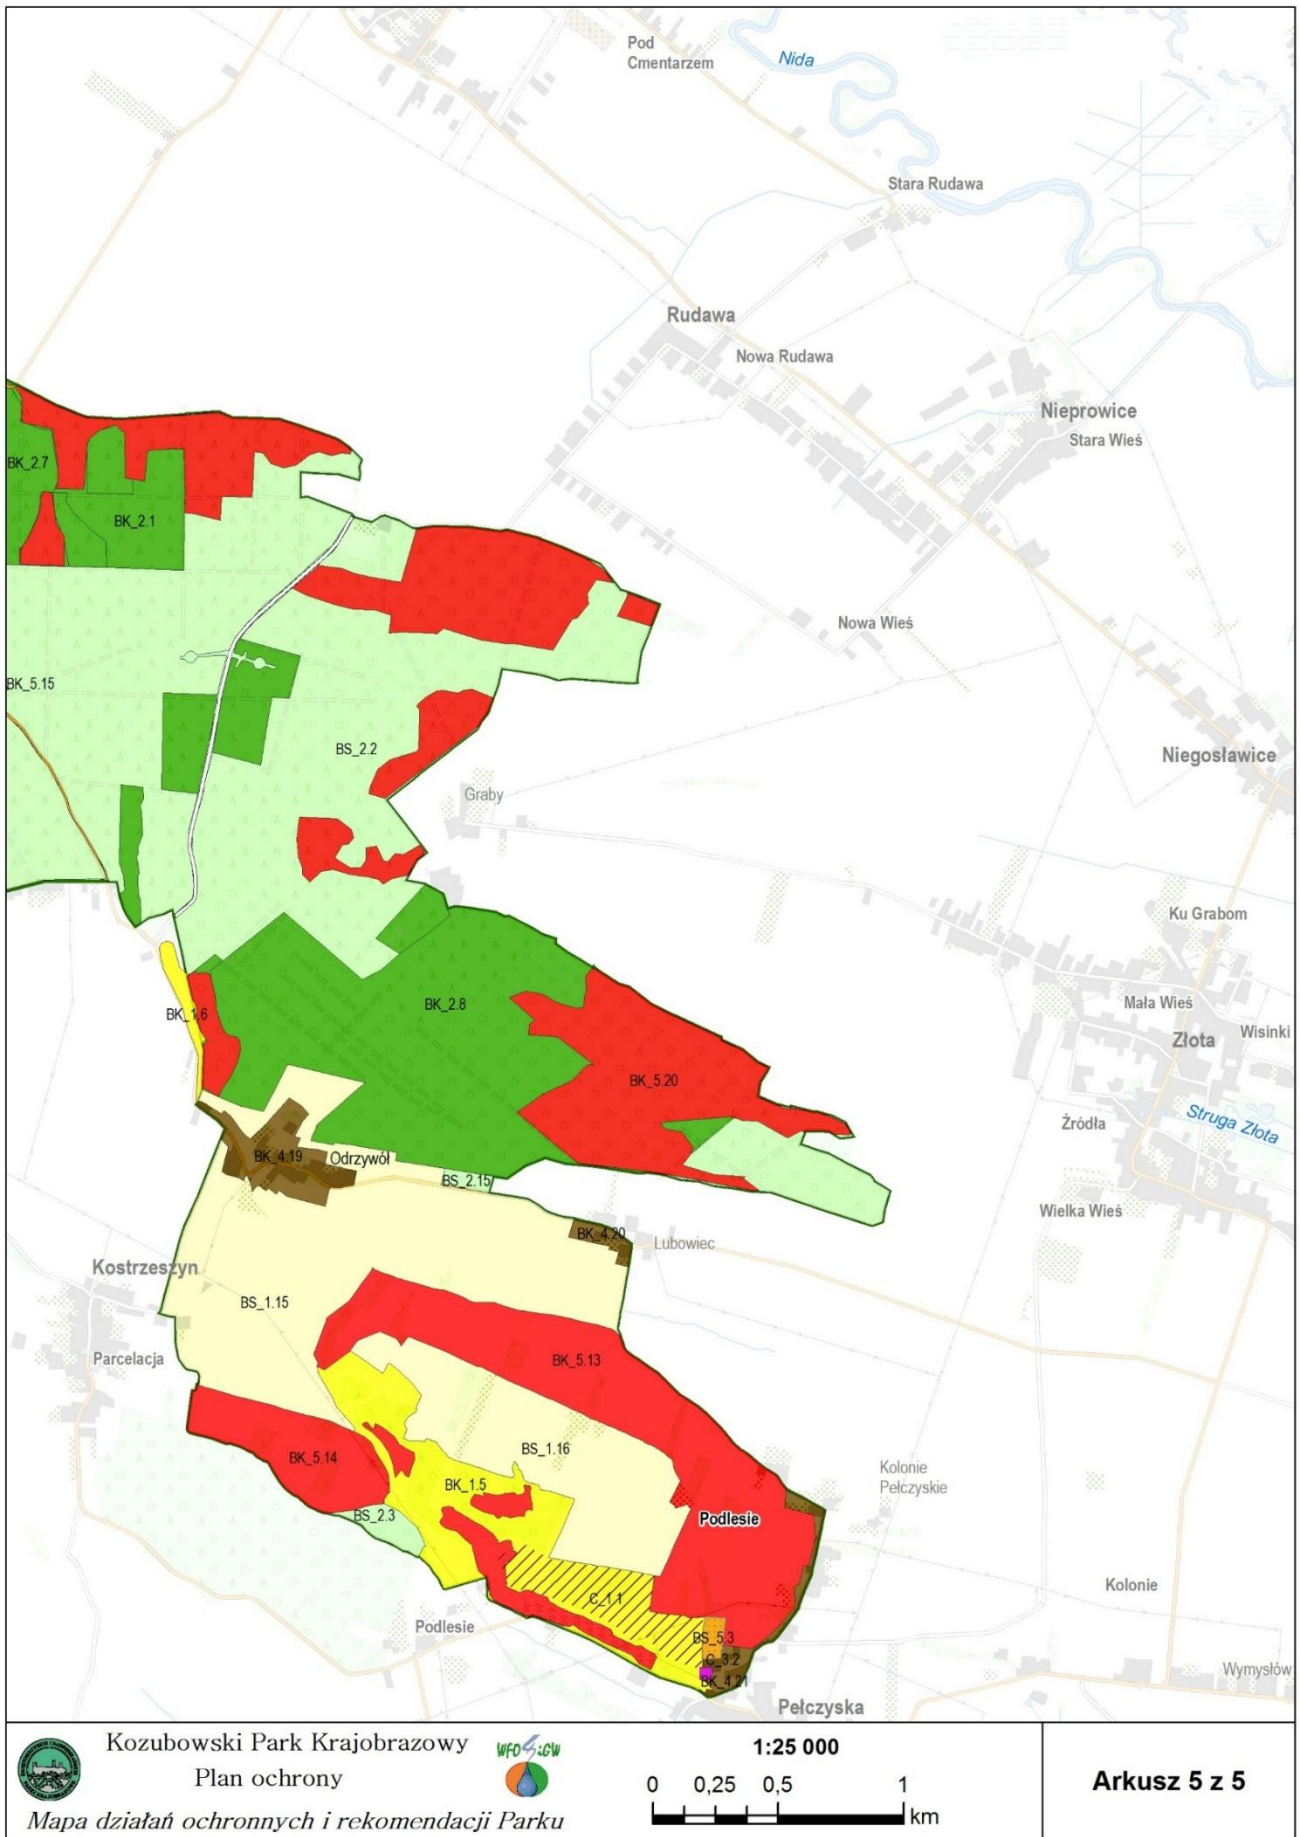 Pod
Cmentarzem
Nida
Stara Rudawa
Rudawa
Nowa Rudawa
Nieprowice
Stara Wieś
BK_2.7
BK_2.1
Nowa Wieś
BK_5.15
BS_2.2
Niegosławice
Graby
Ku Grabom
BK_2.8
Mała Wieś
BK_1.6
Złota
Wisinki
BK_5.20
Źródła
Struga Złota
BK_4.19
Odrzywół
BS_2.15
Wielka Wieś
BK_4.20
Lubowiec
Kostrzeszyn
BS_1.15
Parcelacja
BK_5.13
BS_1.16
BK_5.14
Kolonie
Pełczyskie
BK_1.5
BS_2.3
Podlesie
Kolonie
C_1.1
Podlesie
BS_5.3
C_3.2
BK_4.21
Wymysłów
Pełczyska
Kozubowski Park Krajobrazowy
Plan ochrony
Mapa działań ochronnych i rekomendacji Parku
WFOŚiGW
1:25 000
0 0,25 0,5 1
km
Arkusz 5 z 5